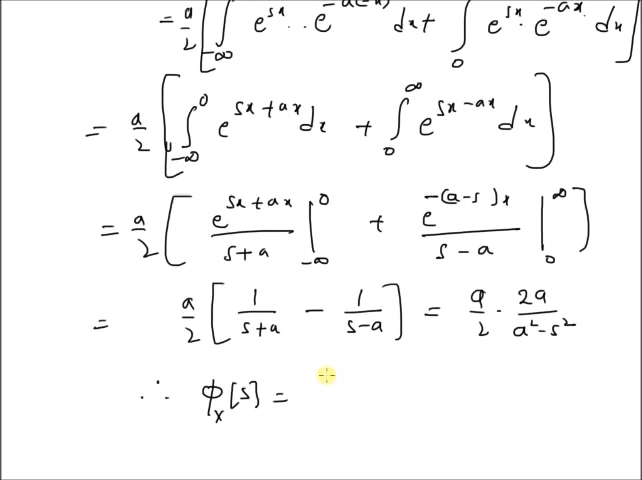 = a/2 [ ∫_{-∞} e^{sx} · · e^{-a(-x)} dx + ∫_0 e^{sx} · e^{-ax} dx ]
= a/2 [ ∫_{-∞}^{0} e^{sx+ax} dx + ∫_0^{∞} e^{sx-ax} dx ]
= a/2 [ e^{sx+ax}/(s+a) |_{-∞}^{0} + e^{-(a-s)x}/(s-a) |_0^{∞} ]
= a/2 [ 1/(s+a) - 1/(s-a) ] = a/2 · 2a/(a²-s²)
∴ ϕ_x[s] =